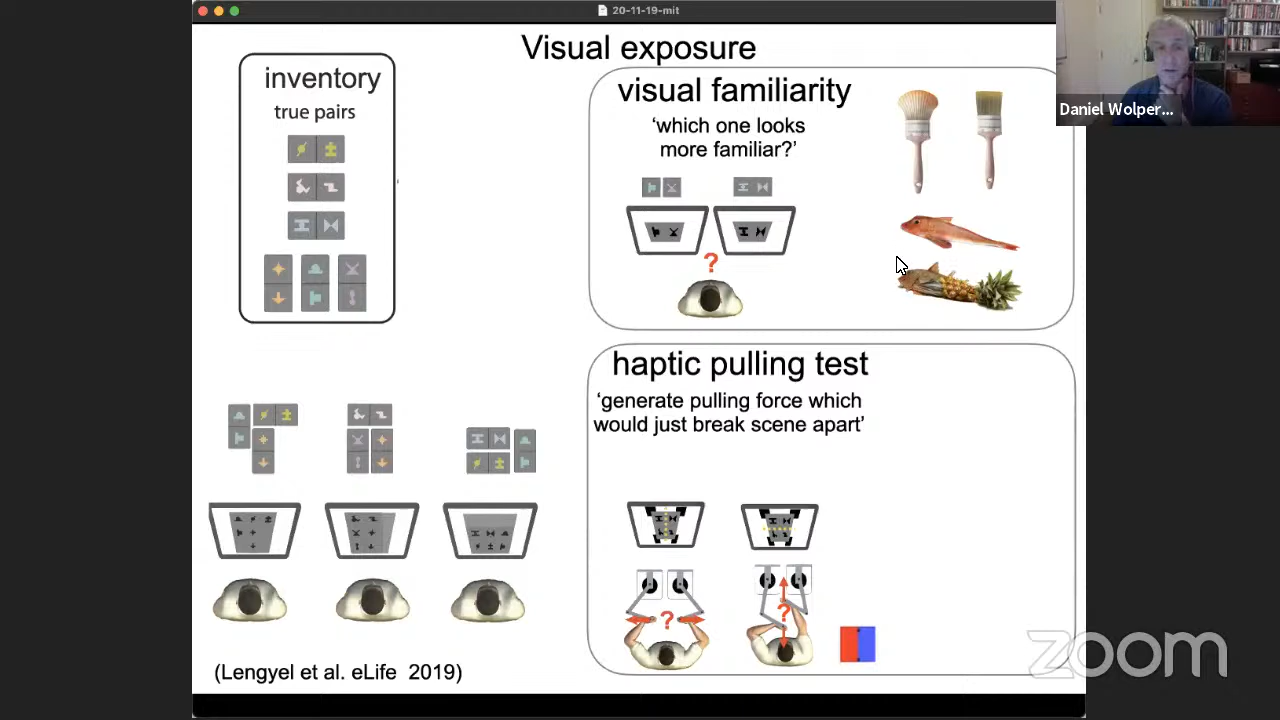 20-11-19-mit
Visual exposure
inventory
true pairs
visual familiarity
‘which one looks
more familiar?’
?
Daniel Wolper...
haptic pulling test
‘generate pulling force which
would just break scene apart’
?
?
(Lengyel et al. eLife 2019)
zoom